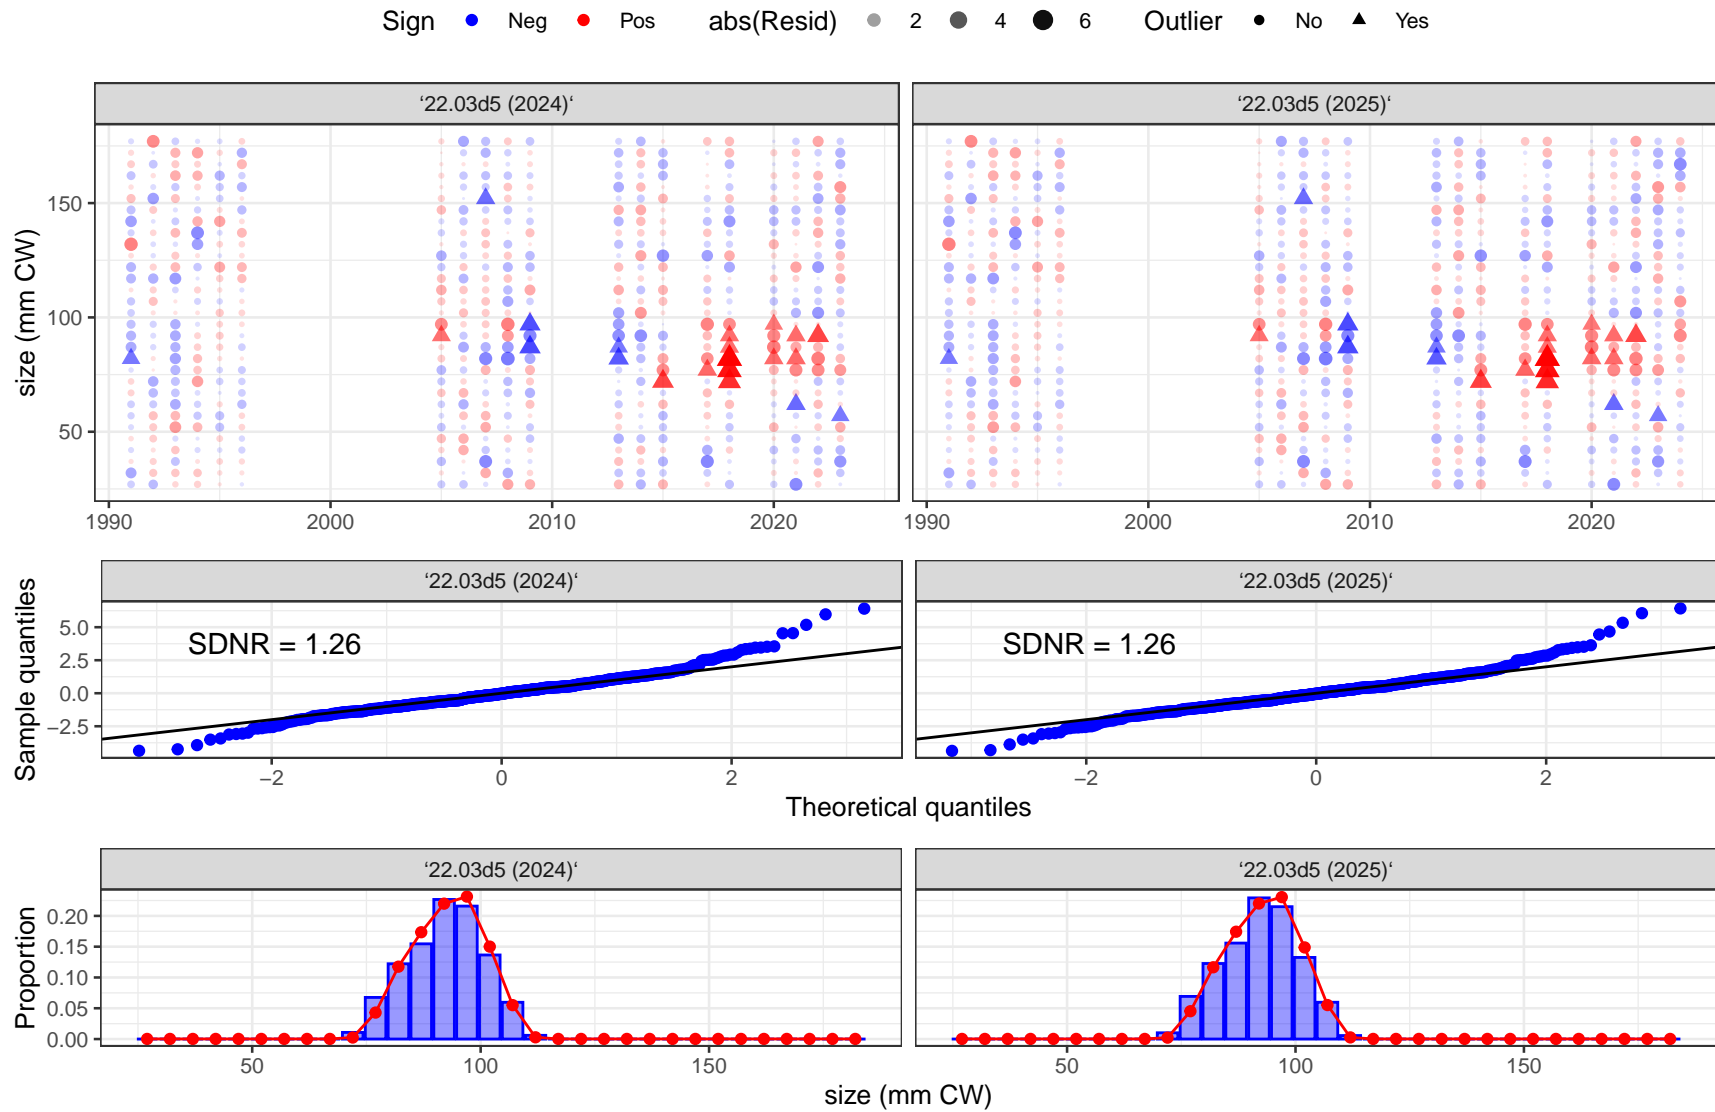 Sign Neg Pos abs(Resid) 2 4 6 Outlier No Yes
‘22.03d5 (2024)‘ ‘22.03d5 (2025)‘
size (mm CW)
150
100
50
1990 2000 2010 2020 1990 2000 2010 2020
‘22.03d5 (2024)‘ ‘22.03d5 (2025)‘
Sample quantiles
5.0
2.5
0.0
−2.5
SDNR = 1.26 SDNR = 1.26
−2 0 2 −2 0 2
Theoretical quantiles
‘22.03d5 (2024)‘ ‘22.03d5 (2025)‘
Proportion
0.20
0.15
0.10
0.05
0.00
50 100 150 50 100 150
size (mm CW)